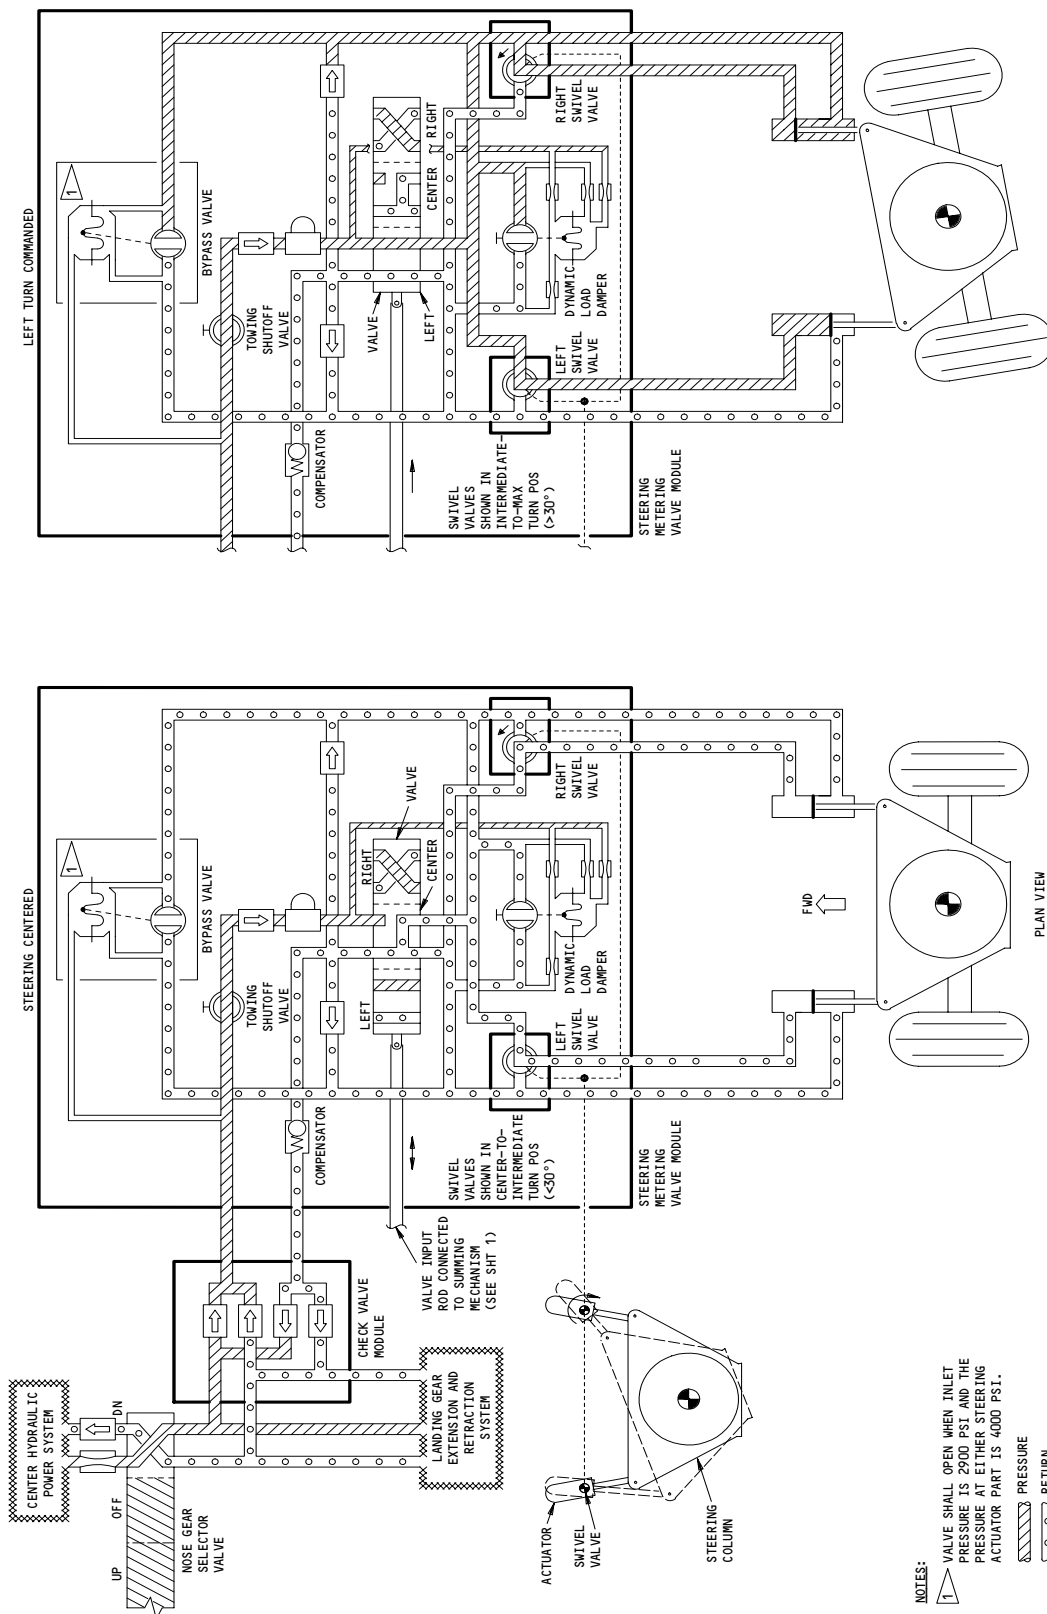 CENTER HYDRAULIC
POWER SYSTEM
UP
OFF
DN
NOSE GEAR
SELECTOR
VALVE
CHECK VALVE
MODULE
LANDING GEAR
EXTENSION AND
RETRACTION
SYSTEM
VALVE INPUT
ROD CONNECTED
TO SUMMING
MECHANISM
(SEE SHT 1)
ACTUATOR
SWIVEL
VALVE
STEERING
COLUMN
STEERING CENTERED
1
BYPASS VALVE
TOWING
SHUTOFF
VALVE
COMPENSATOR
LEFT
RIGHT
VALVE
CENTER
SWIVEL
VALVES
SHOWN IN
CENTER-TO-
INTERMEDIATE
TURN POS
(<30°)
LEFT
SWIVEL
VALVE
DYNAMIC
LOAD
DAMPER
RIGHT
SWIVEL
VALVE
STEERING
METERING
VALVE MODULE
FWD
PLAN VIEW
LEFT TURN COMMANDED
1
BYPASS VALVE
TOWING
SHUTOFF
VALVE
COMPENSATOR
VALVE
LEFT
CENTER
RIGHT
SWIVEL
VALVES
SHOWN IN
INTERMEDIATE-
TO-MAX
TURN POS
(>30°)
LEFT
SWIVEL
VALVE
DYNAMIC
LOAD
DAMPER
RIGHT
SWIVEL
VALVE
STEERING
METERING
VALVE MODULE
NOTES:
1 VALVE SHALL OPEN WHEN INLET
PRESSURE IS 2900 PSI AND THE
PRESSURE AT EITHER STEERING
ACTUATOR PART IS 4000 PSI.
PRESSURE
RETURN